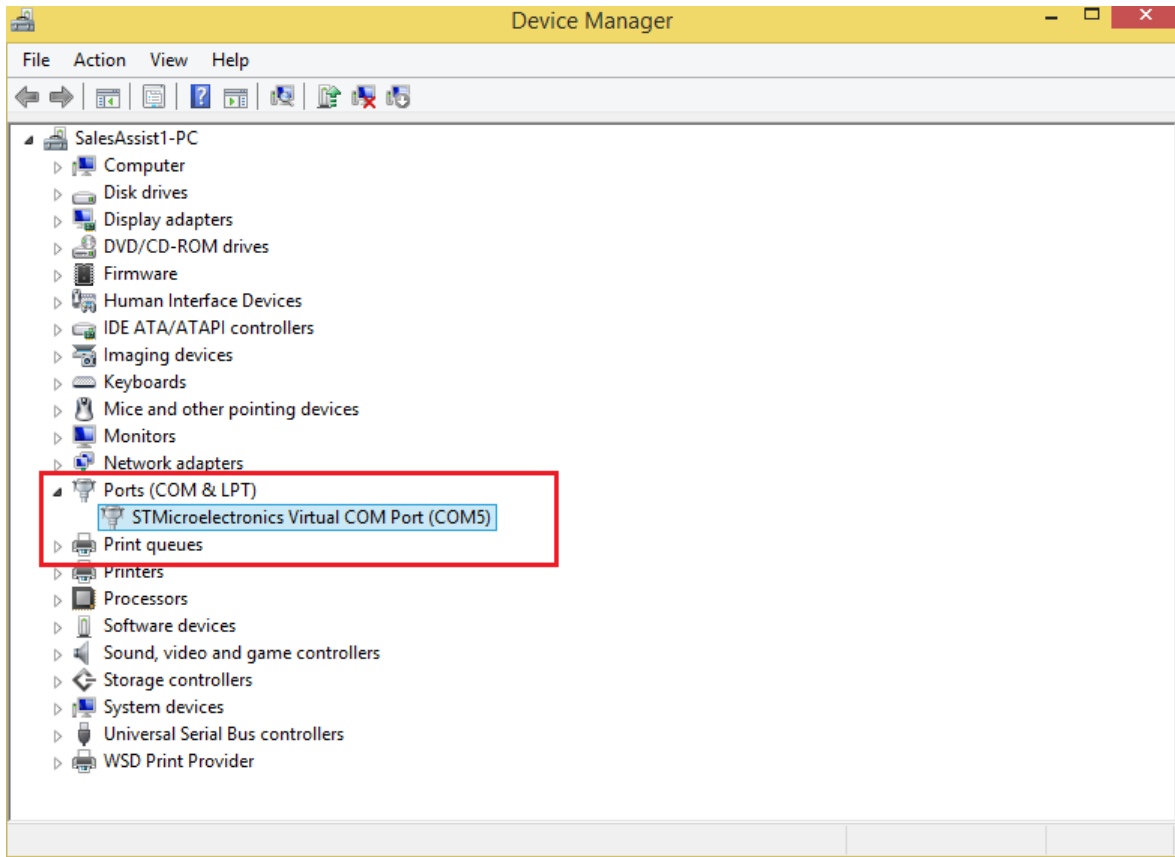 Device Manager
File Action View Help
SalesAssist1-PC
Computer
Disk drives
Display adapters
DVD/CD-ROM drives
Firmware
Human Interface Devices
IDE ATA/ATAPI controllers
Imaging devices
Keyboards
Mice and other pointing devices
Monitors
Network adapters
Ports (COM & LPT)
STMicroelectronics Virtual COM Port (COM5)
Print queues
Printers
Processors
Software devices
Sound, video and game controllers
Storage controllers
System devices
Universal Serial Bus controllers
WSD Print Provider